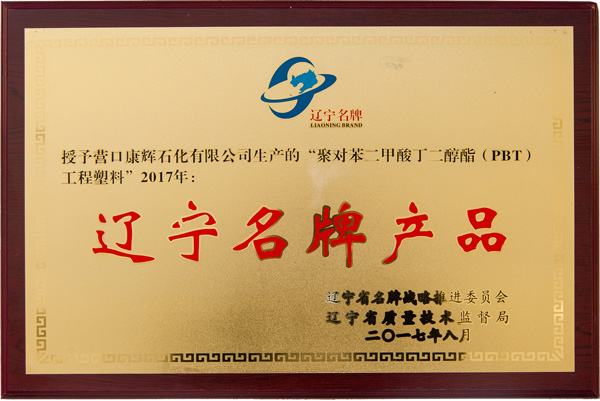 辽宁名牌
LIAONING BRAND
授予营口康辉石化有限公司生产的“聚对苯二甲酸丁二醇酯（PBT）
工程塑料”2017年：
辽宁名牌产品
辽宁省名牌战略推进委员会
辽宁省质量技术监督局
二〇一七年八月